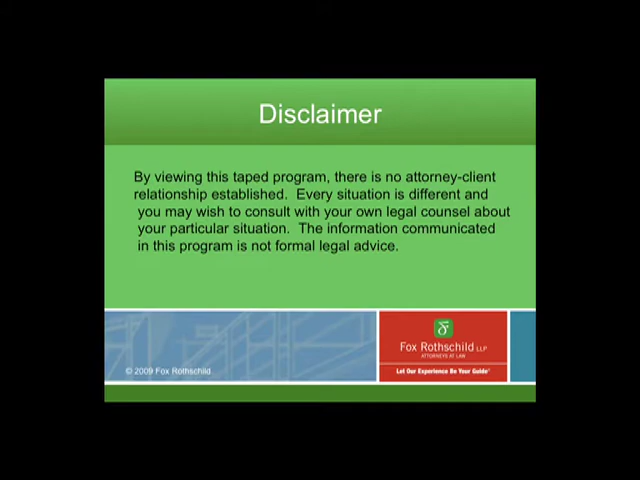 Disclaimer
By viewing this taped program, there is no attorney-client
relationship established.  Every situation is different and
you may wish to consult with your own legal counsel about
your particular situation.  The information communicated
in this program is not formal legal advice.
Fox Rothschild LLP
ATTORNEYS AT LAW
Let Our Experience Be Your Guide®
© 2009 Fox Rothschild